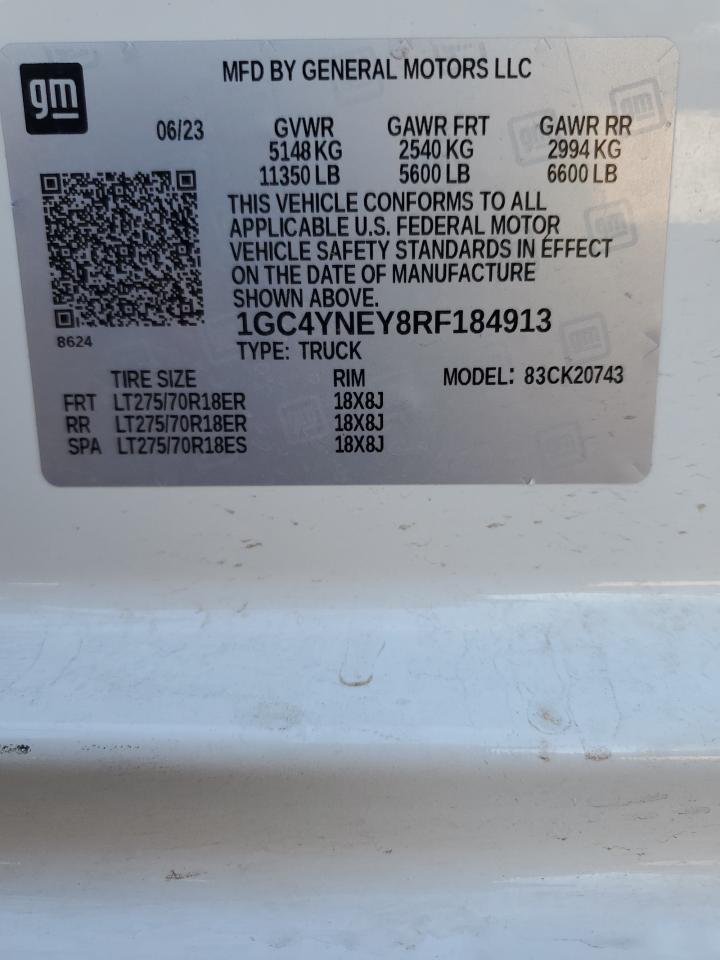 gm
MFD BY GENERAL MOTORS LLC
06/23 GVWR GAWR FRT GAWR RR
5148 KG 2540 KG 2994 KG
11350 LB 5600 LB 6600 LB
THIS VEHICLE CONFORMS TO ALL
APPLICABLE U.S. FEDERAL MOTOR
VEHICLE SAFETY STANDARDS IN EFFECT
ON THE DATE OF MANUFACTURE
SHOWN ABOVE.
1GC4YNEY8RF184913
8624
TYPE: TRUCK
TIRE SIZE RIM MODEL: 83CK20743
FRT LT275/70R18ER 18X8J
RR LT275/70R18ER 18X8J
SPA LT275/70R18ES 18X8J